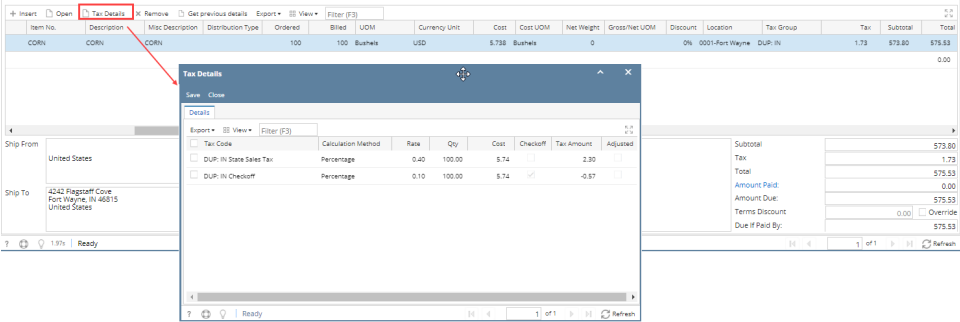 Insert Open Tax Details Remove Get previous details Export View Filter (F3)
Item No. Description Misc Description Distribution Type Ordered Billed UOM Currency Unit Cost Cost UOM Net Weight Gross/Net UOM Discount Location Tax Group Tax Subtotal Total
CORN CORN CORN 100 100 Bushels USD 5.738 Bushels 0 0% 0001-Fort Wayne DUP: IN 1.73 573.80 575.53
0.00
Tax Details
Save Close
Details
Export View Filter (F3)
Tax Code Calculation Method Rate Qty Cost Checkoff Tax Amount Adjusted
DUP: IN State Sales Tax Percentage 0.40 100.00 5.74 2.30
DUP: IN Checkoff Percentage 0.10 100.00 5.74 -0.57
? Ready 1 of 1 Refresh
Ship From
United States
Ship To
4242 Flagstaff Cove
Fort Wayne, IN 46815
United States
Subtotal 573.80
Tax 1.73
Total 575.53
Amount Paid: 0.00
Amount Due: 575.53
Terms Discount 0.00 Override
Due If Paid By: 575.53
? 1.97s Ready 1 of 1 Refresh